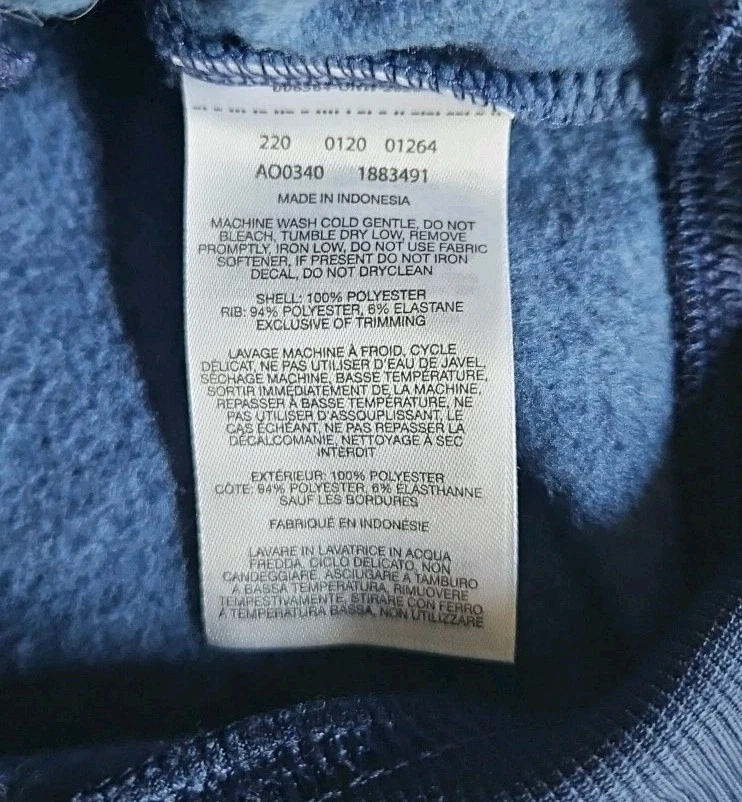 220 0120 01264
AO0340 1883491
MADE IN INDONESIA
MACHINE WASH COLD GENTLE, DO NOT
BLEACH, TUMBLE DRY LOW, REMOVE
PROMPTLY, IRON LOW, DO NOT USE FABRIC
SOFTENER, IF PRESENT DO NOT IRON
DECAL, DO NOT DRYCLEAN
SHELL: 100% POLYESTER
RIB: 94% POLYESTER, 6% ELASTANE
EXCLUSIVE OF TRIMMING
LAVAGE MACHINE À FROID, CYCLE
DÉLICAT, NE PAS UTILISER D'EAU DE JAVEL,
SÉCHAGE MACHINE, BASSE TEMPÉRATURE,
SORTIR IMMÉDIATEMENT DE LA MACHINE,
REPASSER À BASSE TEMPÉRATURE, NE
PAS UTILISER D'ASSOUPLISSANT, LE
CAS ÉCHÉANT, NE PAS REPASSER LA
DÉCALCOMANIE, NETTOYAGE À SEC
INTERDIT
EXTÉRIEUR: 100% POLYESTER
CÔTE: 94% POLYESTER, 6% ÉLASTHANNE
SAUF LES BORDURES
FABRIQUÉ EN INDONÉSIE
LAVARE IN LAVATRICE IN ACQUA
FREDDA, CICLO DELICATO, NON
CANDEGGIARE, ASCIUGARE A TAMBURO
A BASSA TEMPERATURA, RIMUOVERE
TEMPESTIVAMENTE, STIRARE CON FERRO
A TEMPERATURA BASSA, NON UTILIZZARE